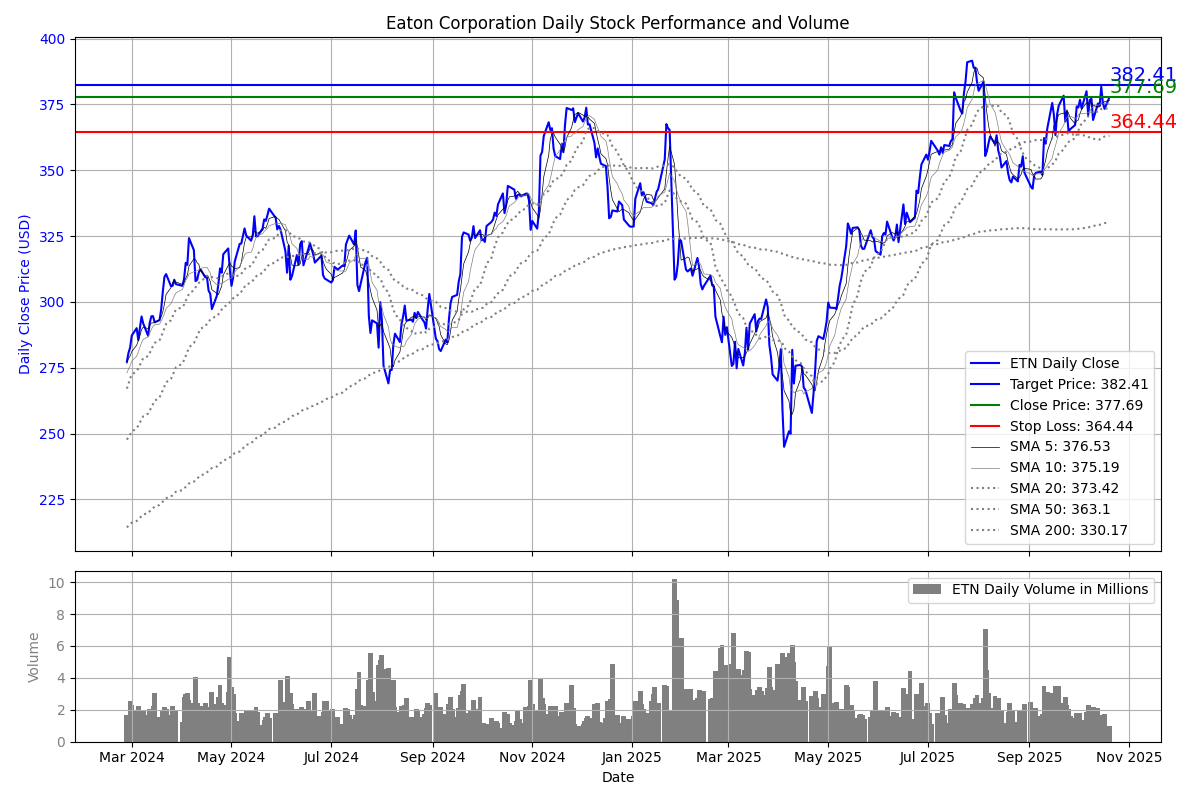 Eaton Corporation Daily Stock Performance and Volume
400
375
350
325
300
275
250
225
Daily Close Price (USD)
382.41
377.69
364.44
ETN Daily Close
Target Price: 382.41
Close Price: 377.69
Stop Loss: 364.44
SMA 5: 376.53
SMA 10: 375.19
SMA 20: 373.42
SMA 50: 363.1
SMA 200: 330.17
10
8
6
4
2
0
Volume
ETN Daily Volume in Millions
Mar 2024 May 2024 Jul 2024 Sep 2024 Nov 2024 Jan 2025 Mar 2025 May 2025 Jul 2025 Sep 2025 Nov 2025
Date